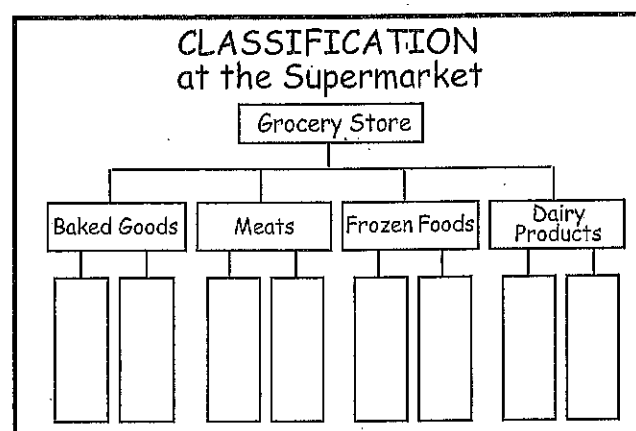 CLASSIFICATION
at the Supermarket
Grocery Store
Baked Goods
Meats
Frozen Foods
Dairy
Products